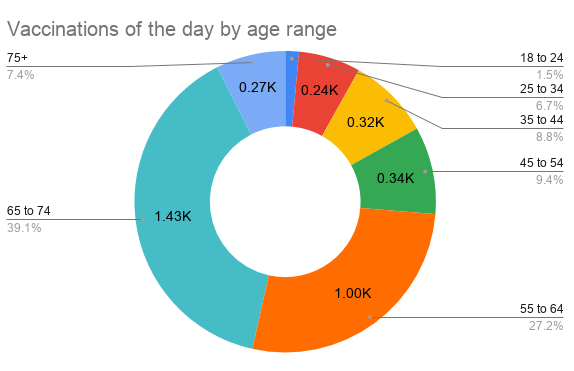 Vaccinations of the day by age range
75+
7.4%
18 to 24
1.5%
25 to 34
6.7%
35 to 44
8.8%
45 to 54
9.4%
55 to 64
27.2%
65 to 74
39.1%
0.27K
0.24K
0.32K
0.34K
1.00K
1.43K